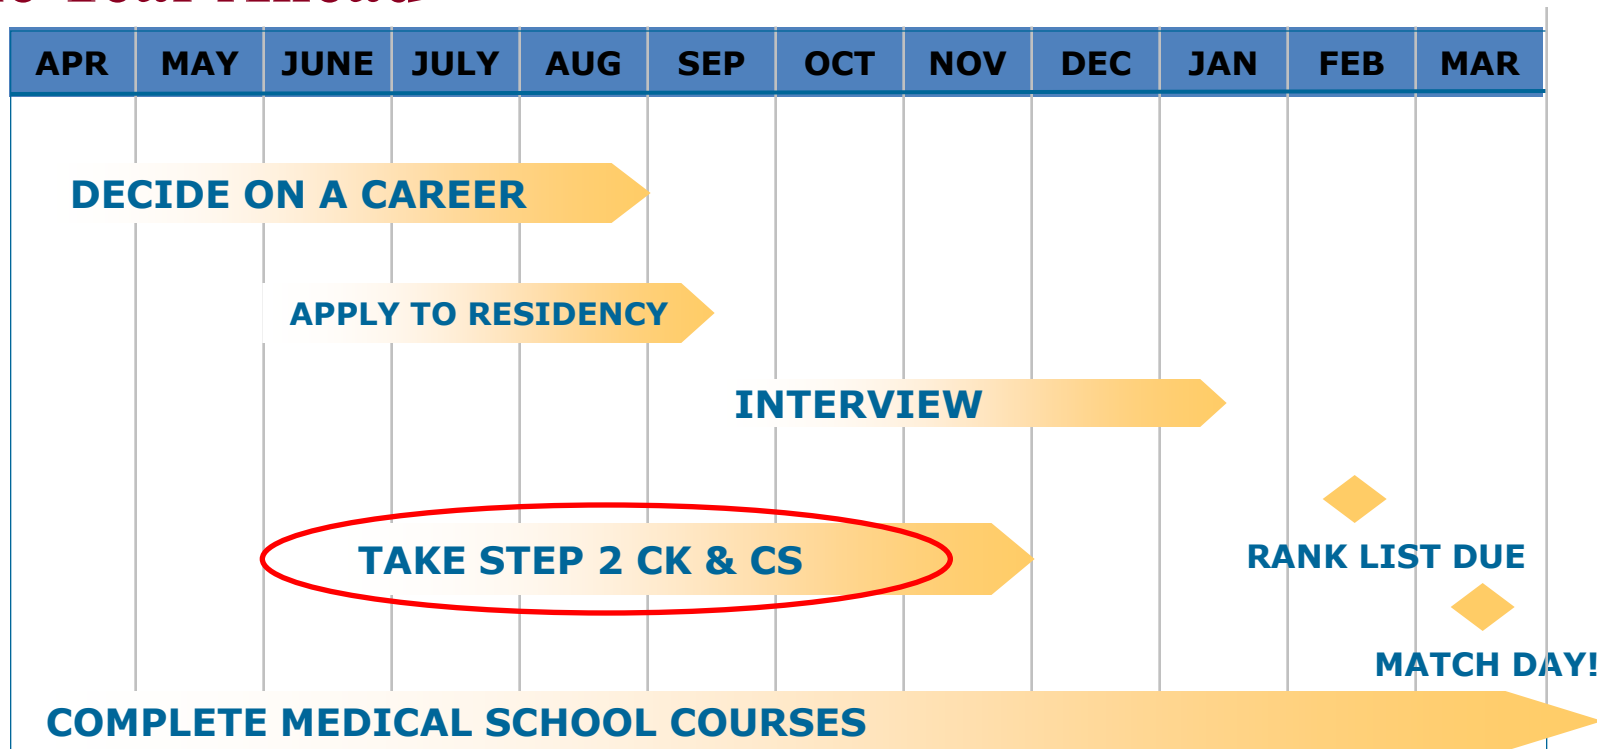 APR MAY JUNE JULY AUG SEP OCT NOV DEC JAN FEB MAR
DECIDE ON A CAREER
APPLY TO RESIDENCY
INTERVIEW
TAKE STEP 2 CK & CS
RANK LIST DUE
MATCH DAY!
COMPLETE MEDICAL SCHOOL COURSES